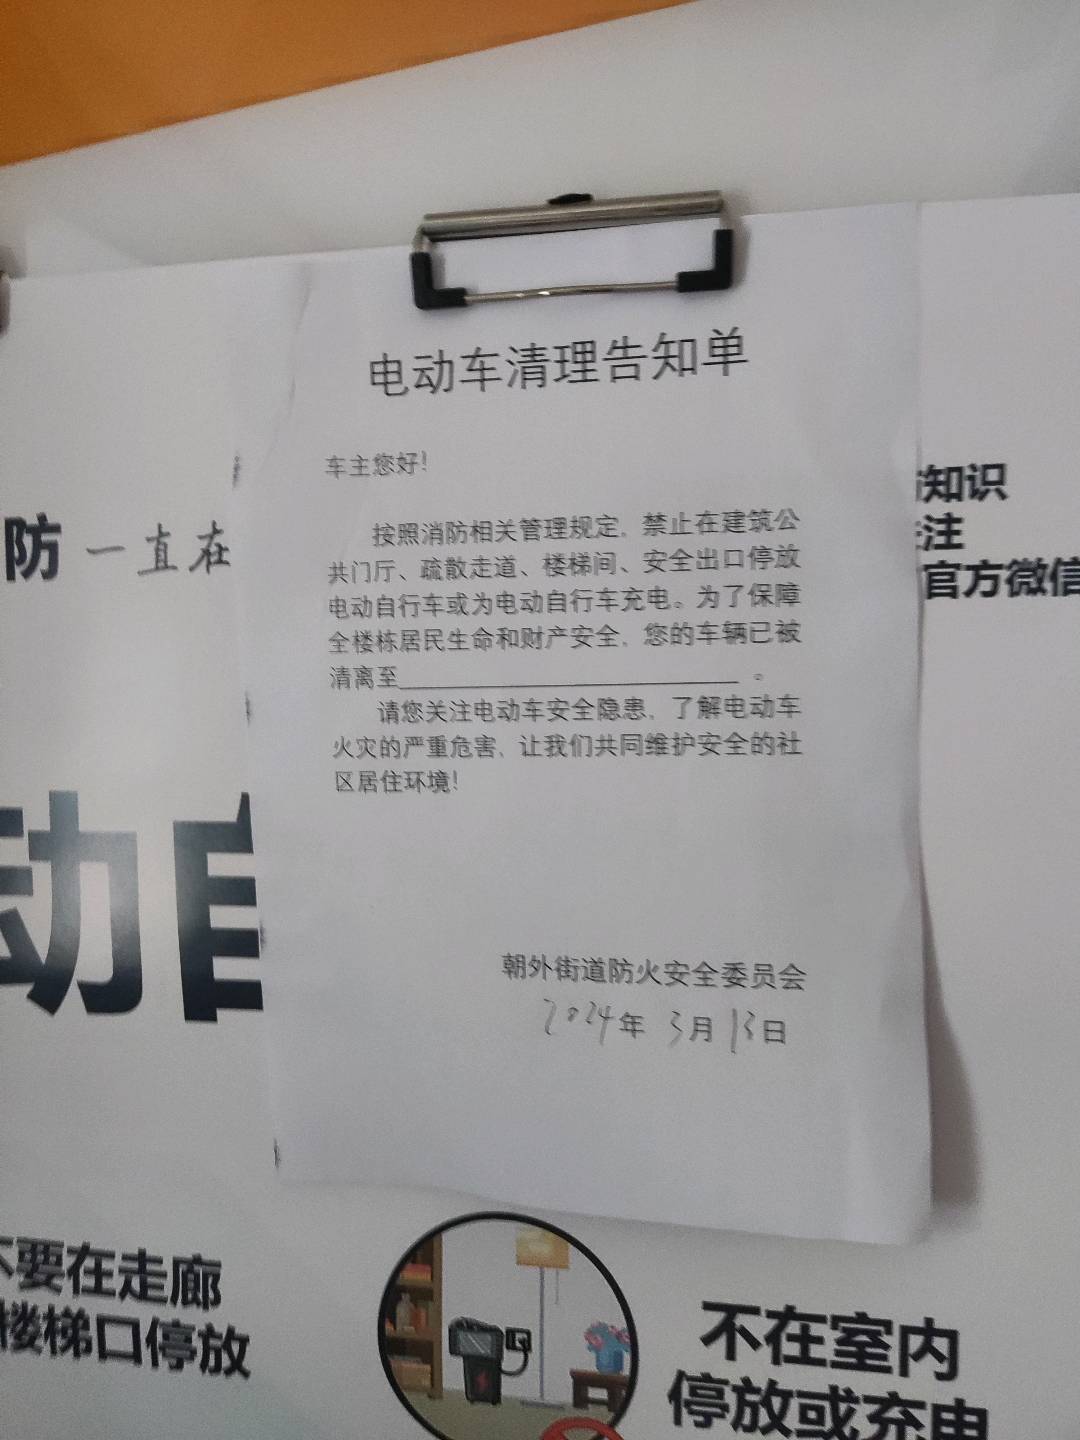 电动车清理告知单
车主您好！
按照消防相关管理规定，禁止在建筑公
共门厅、疏散走道、楼梯间、安全出口停放
电动自行车或为电动自行车充电。为了保障
全楼栋居民生命和财产安全，您的车辆已被
清离至 。
请您关注电动车安全隐患，了解电动车
火灾的严重危害，让我们共同维护安全的社
区居住环境！
朝外街道防火安全委员会
2024年 3月 13日
防 一直在
知识
注
官方微信
动自
不要在走廊
楼梯口停放
不在室内
停放或充电